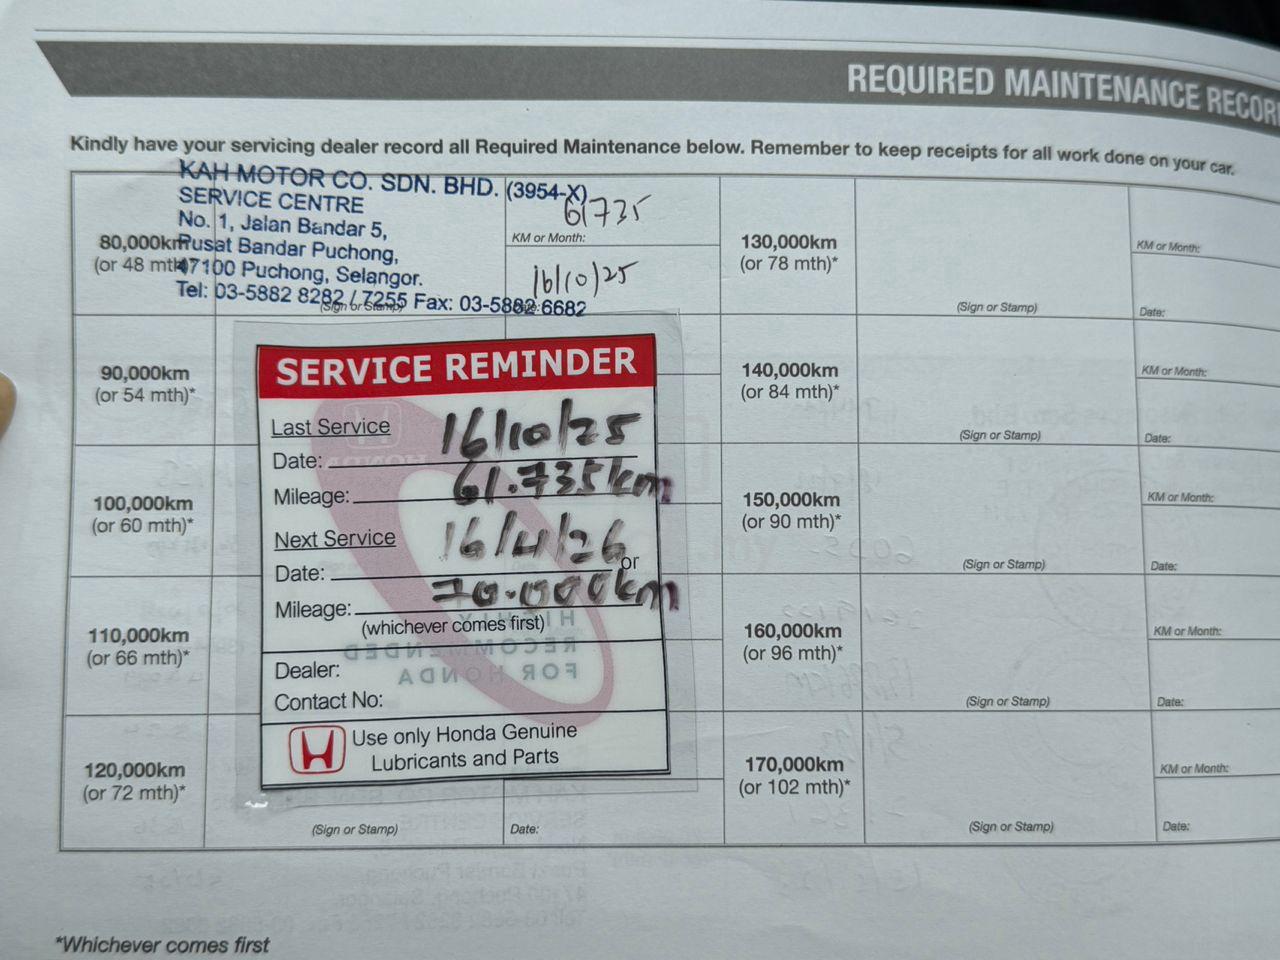 REQUIRED MAINTENANCE RECOR
Kindly have your servicing dealer record all Required Maintenance below. Remember to keep receipts for all work done on your car.
80,000km
(or 48 mth
KAH MOTOR CO. SDN. BHD. (3954-X)
SERVICE CENTRE
No. 1, Jalan Bandar 5,
Pusat Bandar Puchong,
47100 Puchong, Selangor.
Tel: 03-5882 8282 / 7255 Fax: 03-5882 6682
(Sign or Stamp)
61735
KM or Month:
16/10/25
130,000km
(or 78 mth)*
(Sign or Stamp)
KM or Month:
Date:
90,000km
(or 54 mth)*
140,000km
(or 84 mth)*
(Sign or Stamp)
KM or Month:
Date:
100,000km
(or 60 mth)*
150,000km
(or 90 mth)*
(Sign or Stamp)
KM or Month:
Date:
110,000km
(or 66 mth)*
160,000km
(or 96 mth)*
(Sign or Stamp)
KM or Month:
Date:
120,000km
(or 72 mth)*
(Sign or Stamp)
Date:
170,000km
(or 102 mth)*
(Sign or Stamp)
KM or Month:
Date:
SERVICE REMINDER
Last Service
Date: 16/10/25
Mileage: 61.735km
Next Service
Date: 16/4/26 or
Mileage: 70.000km
(whichever comes first)
HIGHLY
RECOMMENDED
FOR HONDA
Dealer:
Contact No:
Use only Honda Genuine
Lubricants and Parts
*Whichever comes first